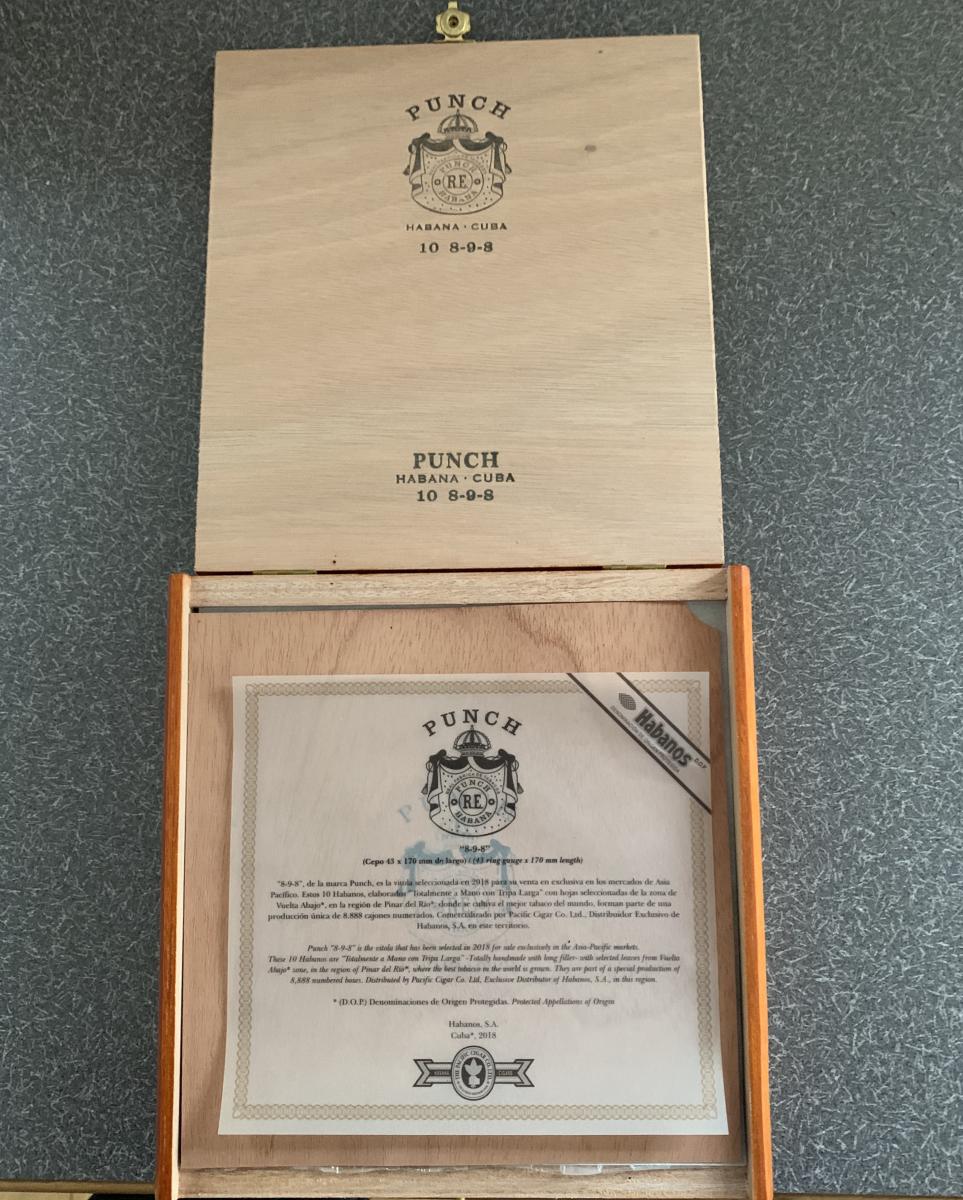 PUNCH
PUNCH
R.E.
HABANA
HABANA · CUBA
10 8-9-8
PUNCH
HABANA · CUBA
10 8-9-8
Habanos D.O.P.
PUNCH
PUNCH
R.E.
HABANA
"8-9-8"
(Cepo 43 x 170 mm de largo) / (43 ring gauge x 170 mm length)
"8-9-8", de la marca Punch, es la vitola seleccionada en 2018 para su venta en exclusiva en los mercados de Asia
Pacífico. Estos 10 Habanos, elaborados "Totalmente a Mano con Tripa Larga" con hojas seleccionadas de la zona de
Vuelta Abajo*, en la región de Pinar del Río*, donde se cultiva el mejor tabaco del mundo, forman parte de una
producción única de 8.888 cajones numerados. Comercializado por Pacific Cigar Co. Ltd., Distribuidor Exclusivo de
Habanos, S.A. en este territorio.
Punch "8-9-8" is the vitola that has been selected in 2018 for sale exclusively in the Asia-Pacific markets.
These 10 Habanos are "Totalmente a Mano con Tripa Larga" -Totally handmade with long filler- with selected leaves from Vuelta
Abajo* zone, in the region of Pinar del Río*, where the best tobacco in the world is grown. They are part of a special production of
8,888 numbered boxes. Distributed by Pacific Cigar Co. Ltd, Exclusive Distributor of Habanos, S.A., in this region.
* (D.O.P.) Denominaciones de Origen Protegidas. Protected Appellations of Origin
Habanos, S.A.
Cuba*, 2018
THE PACIFIC CIGAR CO. LTD.